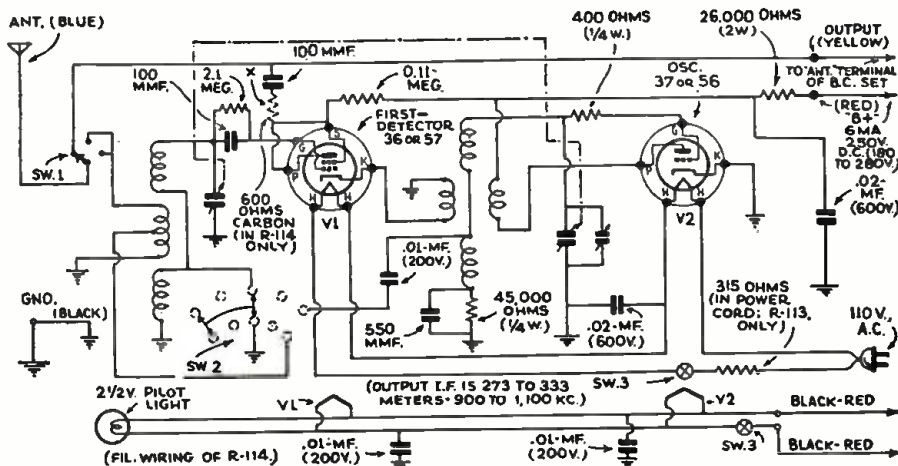 ANT. (BLUE)
100 MMF.
400 OHMS
(1/4 W.)
26,000 OHMS
(2W)
OUTPUT
(YELLOW)
TO ANT. TERMINAL
OF B.C. SET
(RED)
"B+"
6 MA
250V.
D.C. (180
TO 280V.)
100
MMF.
2.1
MEG.
X
0.11-
MEG.
OSC.
37 OR 56
FIRST-
DETECTOR
36 OR 57
G
S
P
K
H
H
V1
G
P
K
H
H
V2
SW.1
600
OHMS
CARBON
(IN R-114
ONLY)
.02-
MF.
(600V.)
.01-MF.
(200V.)
315 OHMS
(IN POWER
CORD; R-113,
ONLY)
GND.
(BLACK)
SW.2
550
MMF.
45,000
OHMS
(1/4 W.)
.02-MF.
(600V.)
110 V.,
A.C.
SW.3
(OUTPUT I.F. IS 273 TO 333
METERS-900 TO 1,100 KC.)
2 1/2 V. PILOT
LIGHT
V1
V2
BLACK-RED
.01-MF.
(200V.)
.01-MF.
(200V.)
SW.3
BLACK-RED
(FIL. WIRING OF R-114.)